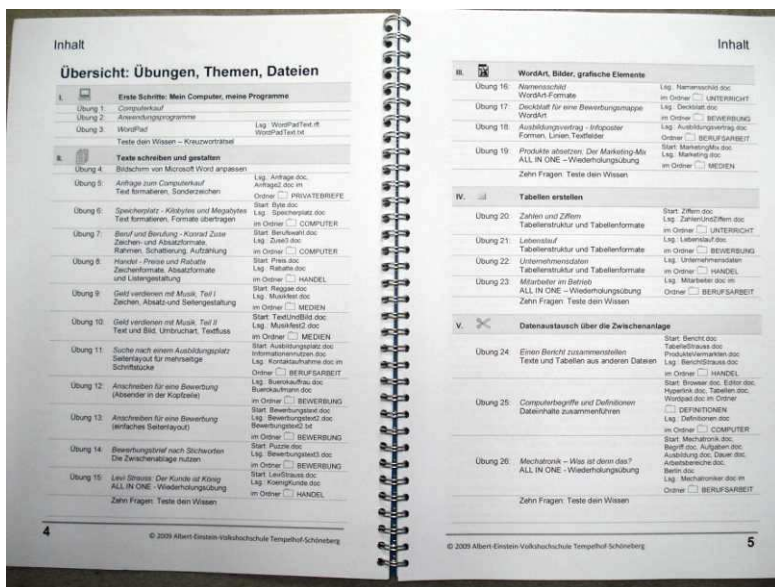 Inhalt
Übersicht: Übungen, Themen, Dateien
I. Erste Schritte: Mein Computer, meine Programme
Übung 1: Computerkauf
Übung 2: Anwendungsprogramme
Übung 3: WordPad Lsg.: WordPadText.rtf
WordPadText.txt
Teste dein Wissen – Kreuzworträtsel
II. Texte schreiben und gestalten
Übung 4: Bildschirm von Microsoft Word anpassen
Übung 5: Anfrage zum Computerkauf Lsg.: Anfrage.doc,
Text formatieren, Sonderzeichen Anfrage2.doc im
Ordner PRIVATBRIEFE
Übung 6: Speicherplatz - Kilobytes und Megabytes Start: Byte.doc
Text formatieren, Formate übertragen Lsg.: Speicherplatz.doc
im Ordner COMPUTER
Übung 7: Beruf und Berufung - Konrad Zuse Start: Berufswahl.doc
Zeichen- und Absatzformate, Lsg.: Zuse3.doc
Rahmen, Schattierung, Aufzählung im Ordner COMPUTER
Übung 8: Handel - Preise und Rabatte Start: Preis.doc
Zeichenformate, Absatzformate Lsg.: Rabatte.doc
und Listengestaltung im Ordner HANDEL
Übung 9: Geld verdienen mit Musik, Teil I Start: Reggae.doc
Zeichen, Absatz-und Seitengestaltung Lsg.: Musikfest.doc
im Ordner MEDIEN
Übung 10: Geld verdienen mit Musik, Teil II Start: TextUndBild.doc
Text und Bild, Umbruchart, Textfluss Lsg.: Musikfest2.doc
im Ordner MEDIEN
Übung 11: Suche nach einem Ausbildungsplatz Start: Ausbildungsplatz.doc
Seitenlayout für mehrseitige Informationennutzen.doc
Schriftstücke Lsg.: Kontaktaufnahme.doc im
Ordner BERUFSARBEIT
Übung 12: Anschreiben für eine Bewerbung Lsg.: Buerokauffrau.doc
(Absender in der Kopfzeile) Buerokaufmann.doc
im Ordner BEWERBUNG
Übung 13: Anschreiben für eine Bewerbung Start: Bewerbungstext.doc
(einfaches Seitenlayout) Lsg.: Bewerbungstext2.doc
Bewerbungstext2.txt
im Ordner BEWERBUNG
Übung 14: Bewerbungsbrief nach Stichworten Start: Puzzle.doc
Die Zwischenablage nutzen Lsg.: Bewerbungstext3.doc
im Ordner BEWERBUNG
Übung 15: Levi Strauss: Der Kunde ist König Start: LeviStrauss.doc
ALL IN ONE - Wiederholungsübung Lsg.: KoenigKunde.doc
im Ordner HANDEL
Zehn Fragen: Teste dein Wissen
4
© 2009 Albert-Einstein-Volkshochschule Tempelhof-Schöneberg
Inhalt
III. WordArt, Bilder, grafische Elemente
Übung 16: Namensschild Lsg.: Namensschild.doc
WordArt-Formate im Ordner UNTERRICHT
Übung 17: Deckblatt für eine Bewerbungsmappe Lsg.: Deckblatt.doc
WordArt im Ordner BEWERBUNG
Übung 18: Ausbildungsvertrag - Infoposter Lsg.: Ausbildungsvertrag.doc
Formen, Linien, Textfelder Ordner BERUFSARBEIT
Übung 19: Produkte absetzen: Der Marketing-Mix Start: MarketingMix.doc
ALL IN ONE – Wiederholungsübung Lsg.: Marketing.doc
im Ordner MEDIEN
Zehn Fragen: Teste dein Wissen
IV. Tabellen erstellen
Übung 20: Zahlen und Ziffern Start: Ziffern.doc
Tabellenstruktur und Tabellenformate Lsg.: ZahlenUndZiffern.doc
im Ordner UNTERRICHT
Übung 21: Lebenslauf Lsg.: Lebenslauf.doc
Tabellenstruktur und Tabellenformate im Ordner BEWERBUNG
Übung 22: Unternehmensdaten Lsg.: Unternehmensdaten
Tabellenstruktur und Tabellenformate im Ordner HANDEL
Übung 23: Mitarbeiter im Betrieb Lsg.: Mitarbeiter.doc im
ALL IN ONE – Wiederholungsübung Ordner BERUFSARBEIT
Zehn Fragen: Teste dein Wissen
V. Datenaustausch über die Zwischenanlage
Start: Bericht.doc
TabelleStrauss.doc
Übung 24: Einen Bericht zusammenstellen ProdukteVermarkten.doc
Texte und Tabellen aus anderen Dateien Lsg.: BerichtStrauss.doc
im Ordner HANDEL
Start: Browser.doc, Editor.doc,
Hyperlink.doc, Tabellen.doc,
Übung 25: Computerbegriffe und Definitionen Wordpad.doc im Ordner
Dateiinhalte zusammenführen DEFINITIONEN
Lsg.: Definitionen.doc
im Ordner COMPUTER
Start: Mechatronik.doc,
Begriff.doc, Aufgaben.doc,
Ausbildung.doc, Dauer.doc,
Übung 26: Mechatronik – Was ist denn das? Arbeitsbereiche.doc,
ALL IN ONE - Wiederholungsübung Berlin.doc
Lsg.: Mechatroniker.doc im
Ordner BERUFSARBEIT
Zehn Fragen: Teste dein Wissen
© 2009 Albert-Einstein-Volkshochschule Tempelhof-Schöneberg
5